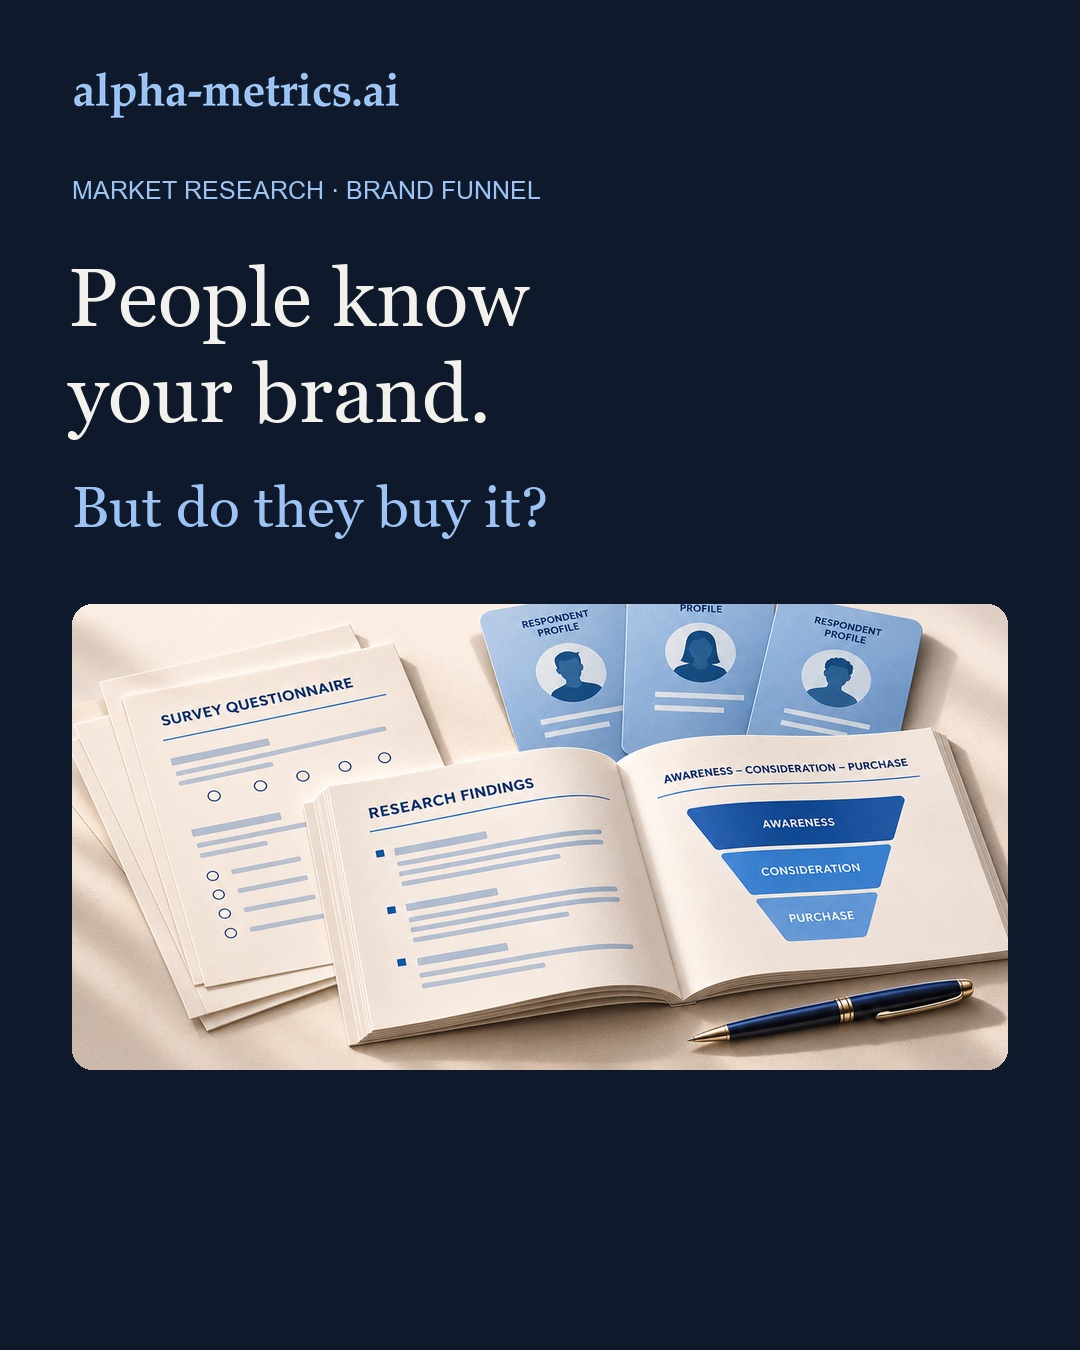 alpha-metrics.ai
MARKET RESEARCH · BRAND FUNNEL
People know
your brand.
But do they buy it?
SURVEY QUESTIONNAIRE
RESPONDENT
PROFILE
PROFILE
RESPONDENT
PROFILE
RESEARCH FINDINGS
AWARENESS – CONSIDERATION – PURCHASE
AWARENESS
CONSIDERATION
PURCHASE